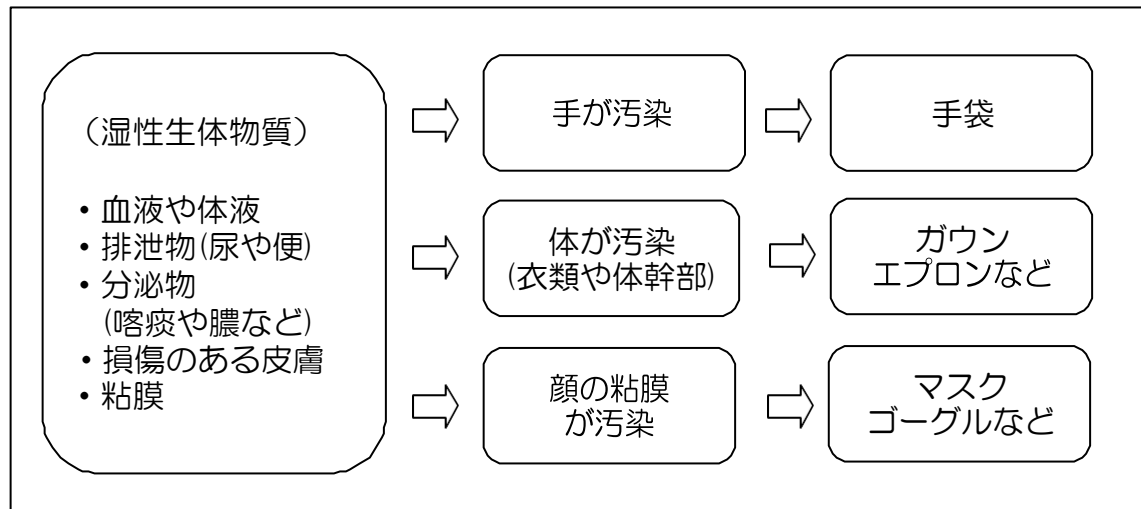 （湿性生体物質）
・血液や体液
・排泄物(尿や便)
・分泌物
(喀痰や膿など)
・損傷のある皮膚
・粘膜
手が汚染
手袋
体が汚染
(衣類や体幹部)
ガウン
エプロンなど
顔の粘膜
が汚染
マスク
ゴーグルなど